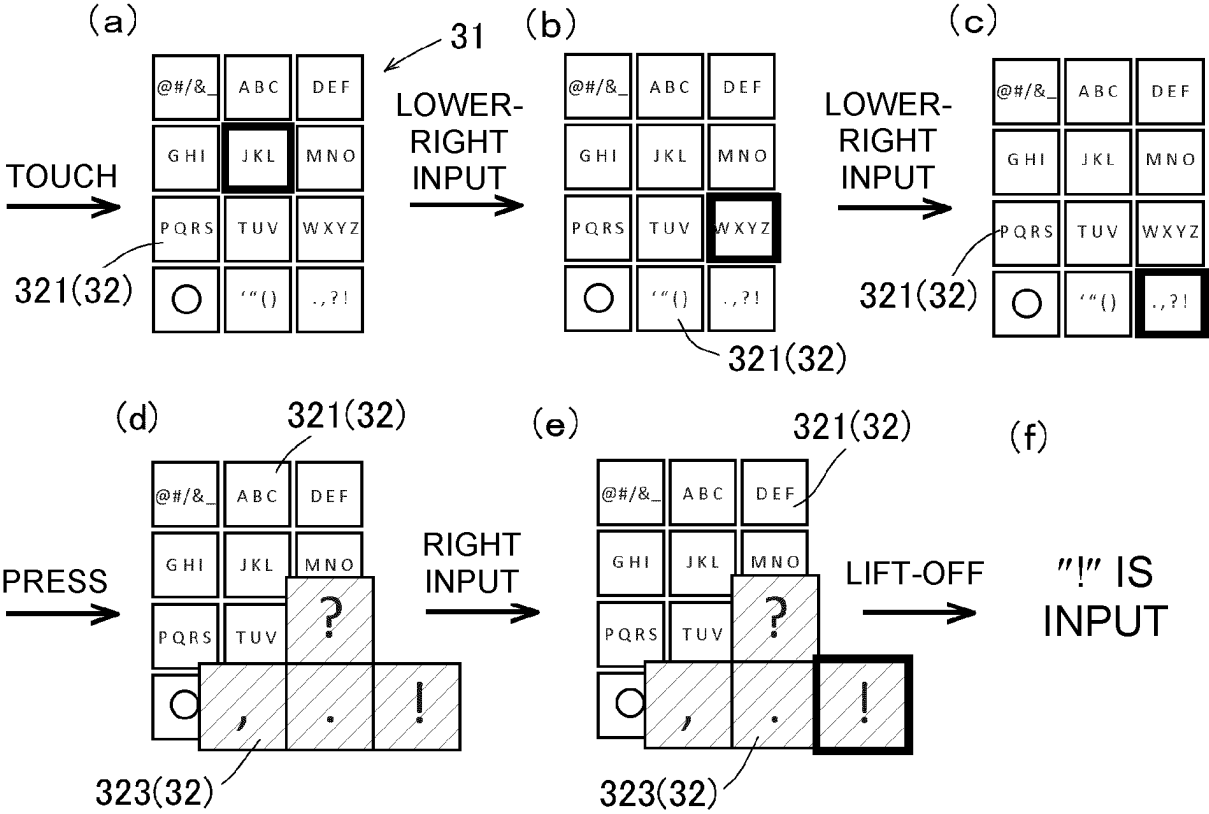 (a)
31
@#/&_ ABC DEF
GHI JKL MNO
PQRS TUV WXYZ
'"() .,?!
321(32)
TOUCH
LOWER-
RIGHT
INPUT
(b)
@#/&_ ABC DEF
GHI JKL MNO
PQRS TUV WXYZ
'"() .,?!
321(32)
LOWER-
RIGHT
INPUT
(c)
@#/&_ ABC DEF
GHI JKL MNO
PQRS TUV WXYZ
'"() .,?!
321(32)
PRESS
(d)
321(32)
@#/&_ ABC DEF
GHI JKL MNO
PQRS TUV ?
, . !
323(32)
RIGHT
INPUT
(e)
321(32)
@#/&_ ABC DEF
GHI JKL MNO
PQRS TUV ?
, . !
323(32)
LIFT-OFF
(f)
"!" IS
INPUT